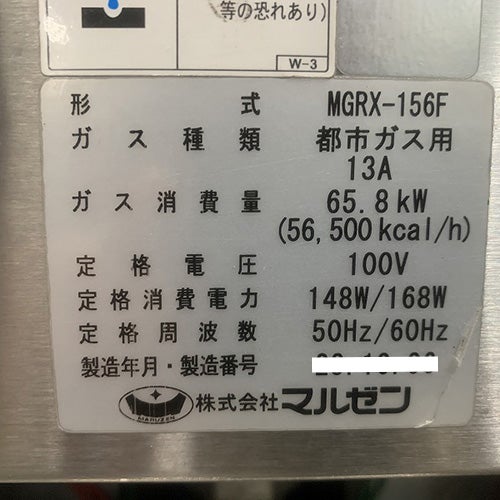 等の恐れあり)
W-3
形式 MGRX-156F
ガス種類 都市ガス用
13A
ガス消費量 65.8kW
(56,500kcal/h)
定格電圧 100V
定格消費電力 148W/168W
定格周波数 50Hz/60Hz
製造年月・製造番号
MARUZEN 株式会社マルゼン